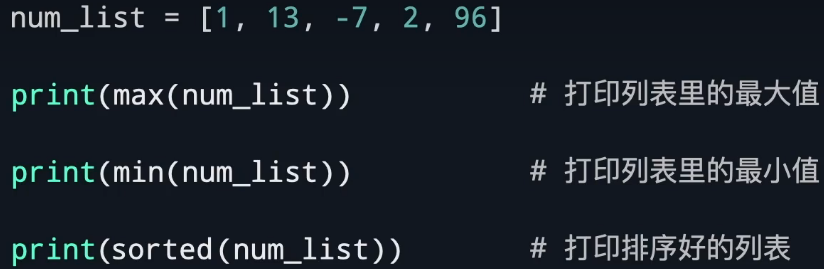 num_list = [1, 13, -7, 2, 96]
print(max(num_list)) # 打印列表里的最大值
print(min(num_list)) # 打印列表里的最小值
print(sorted(num_list)) # 打印排序好的列表